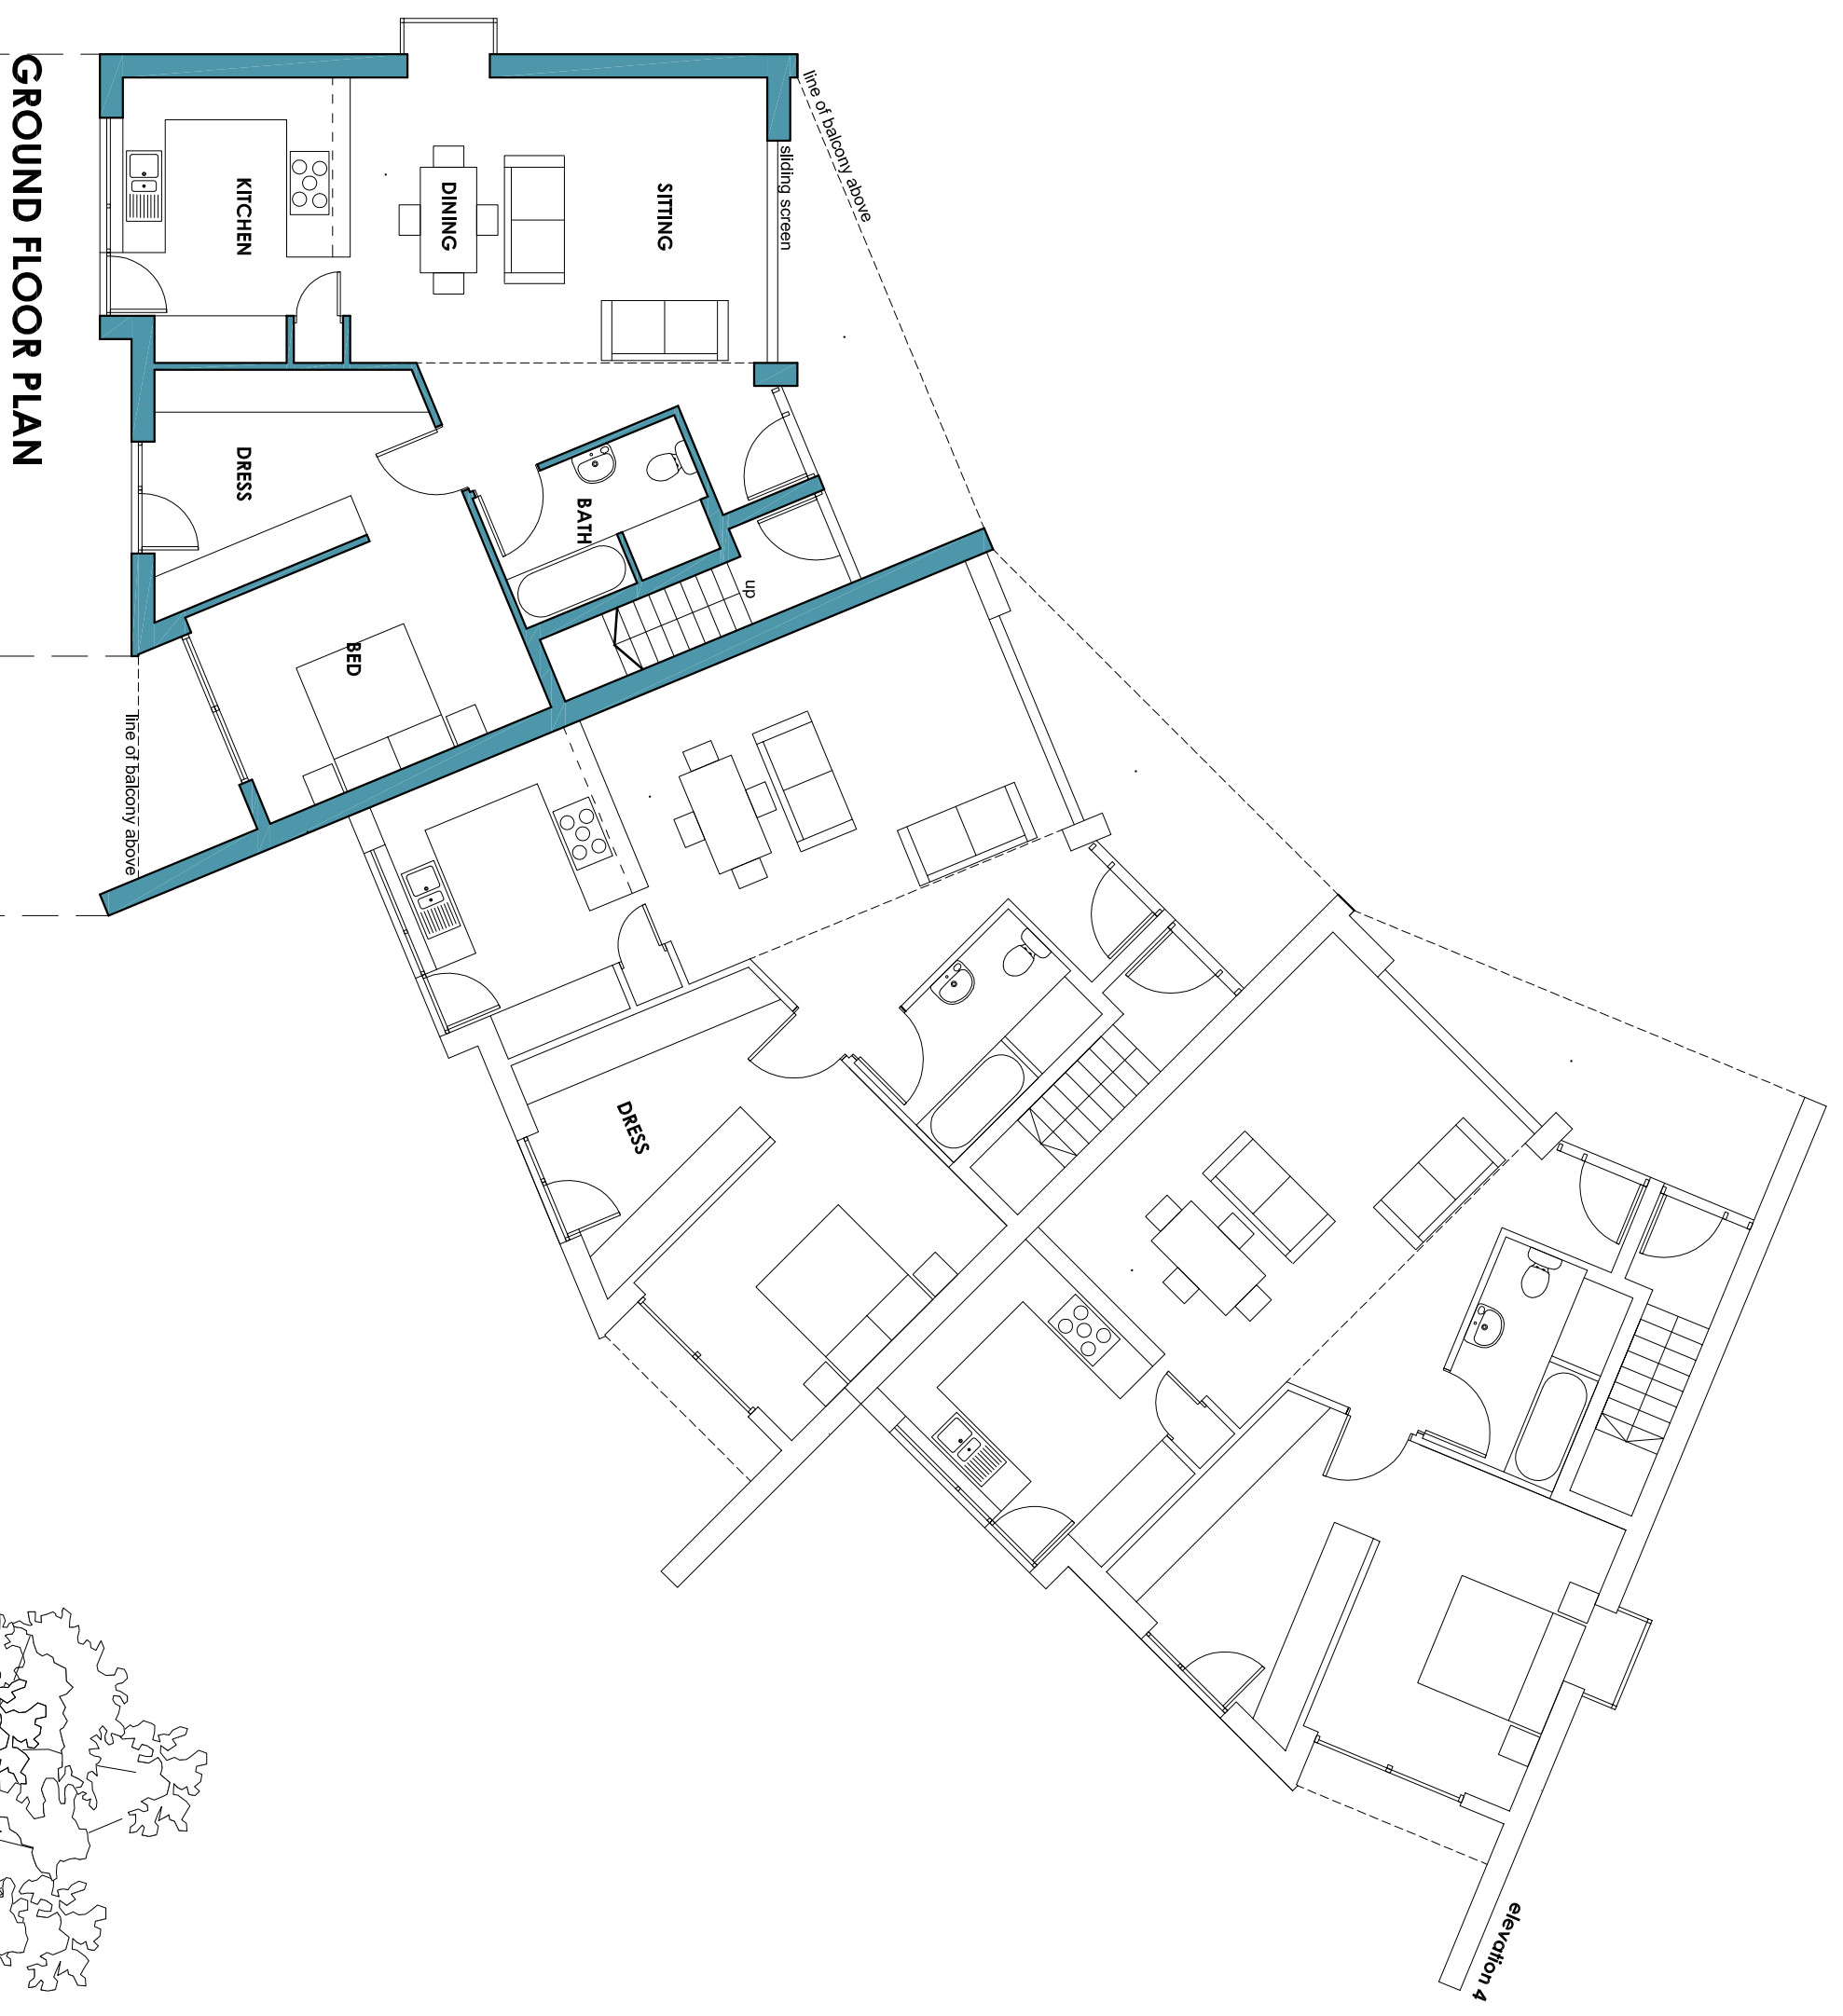 GROUND FLOOR PLAN
line of balcony above
sliding screen
SITTING
DINING
KITCHEN
DRESS
BATH
up
BED
line of balcony above
DRESS
elevation 4